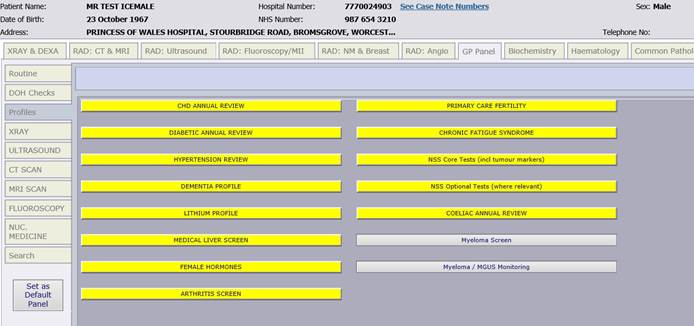 Patient Name: MR TEST ICEMALE Hospital Number: 7770024903 See Case Note Numbers Sex: Male
Date of Birth: 23 October 1967 NHS Number: 987 654 3210
Address: PRINCESS OF WALES HOSPITAL, STOURBRIDGE ROAD, BROMSGROVE, WORCEST... Telephone No:
XRAY & DEXA RAD: CT & MRI RAD: Ultrasound RAD: Fluoroscopy/MII RAD: NM & Breast RAD: Angio GP Panel Biochemistry Haematology Common Pathol
Routine
DOH Checks
Profiles
XRAY
ULTRASOUND
CT SCAN
MRI SCAN
FLUOROSCOPY
NUC.
MEDICINE
Search
Set as
Default
Panel
CHD ANNUAL REVIEW PRIMARY CARE FERTILITY
DIABETIC ANNUAL REVIEW CHRONIC FATIGUE SYNDROME
HYPERTENSION REVIEW NSS Core Tests (incl tumour markers)
DEMENTIA PROFILE NSS Optional Tests (where relevant)
LITHIUM PROFILE COELIAC ANNUAL REVIEW
MEDICAL LIVER SCREEN Myeloma Screen
FEMALE HORMONES Myeloma / MGUS Monitoring
ARTHRITIS SCREEN